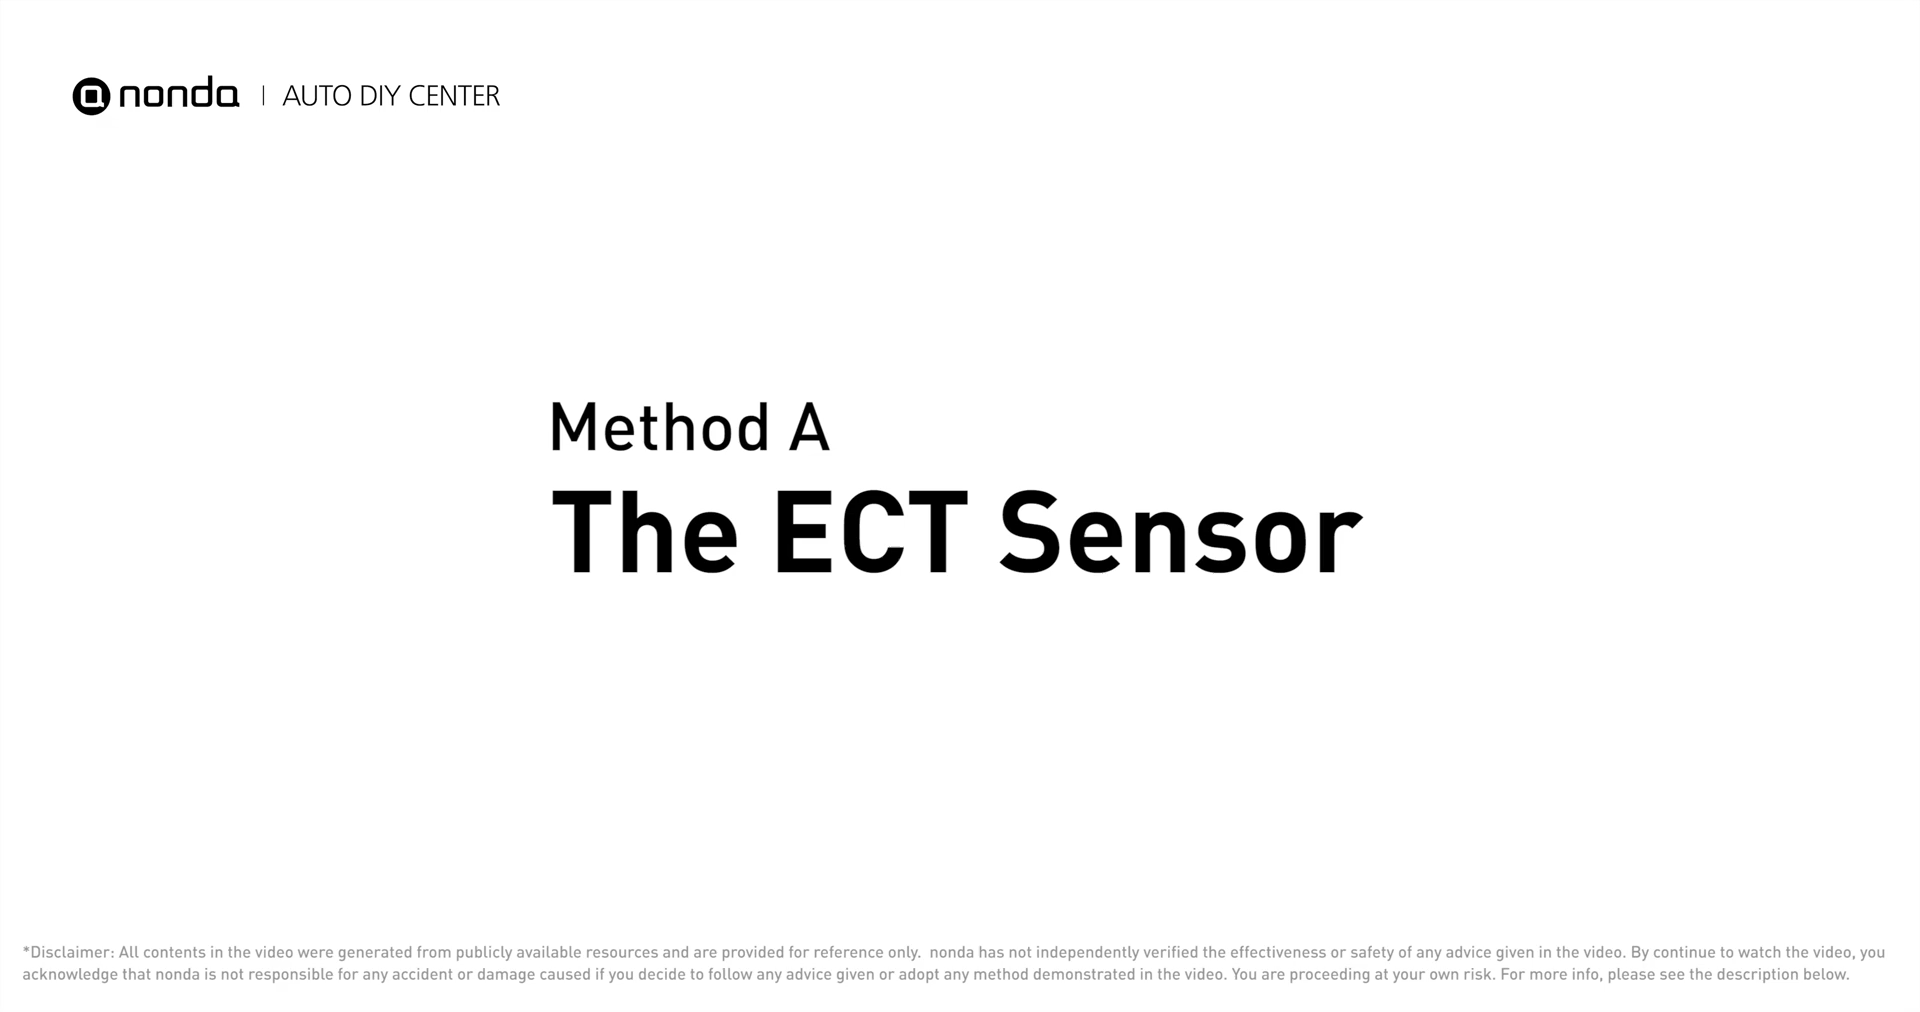 nonda | AUTO DIY CENTER
Method A
The ECT Sensor
*Disclaimer: All contents in the video were generated from publicly available resources and are provided for reference only.  nonda has not independently verified the effectiveness or safety of any advice given in the video. By continue to watch the video, you
acknowledge that nonda is not responsible for any accident or damage caused if you decide to follow any advice given or adopt any method demonstrated in the video. You are proceeding at your own risk. For more info, please see the description below.